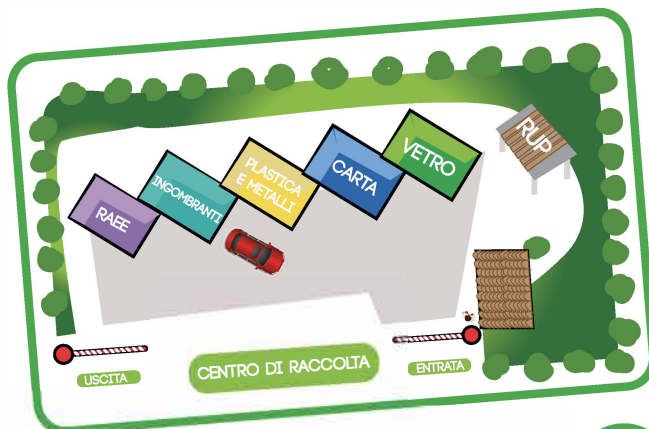 RAEE
INGOMBRANTI
PLASTICA
E METALLI
CARTA
VETRO
RUP
USCITA
CENTRO DI RACCOLTA
ENTRATA